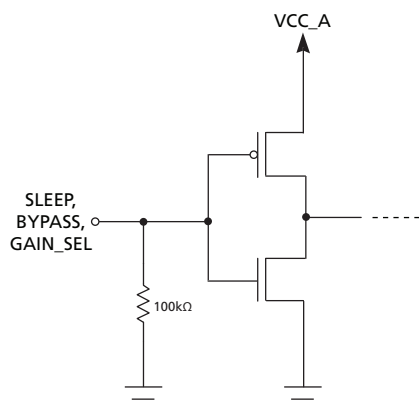 VCC_A
SLEEP,
BYPASS,
GAIN_SEL
100kΩ